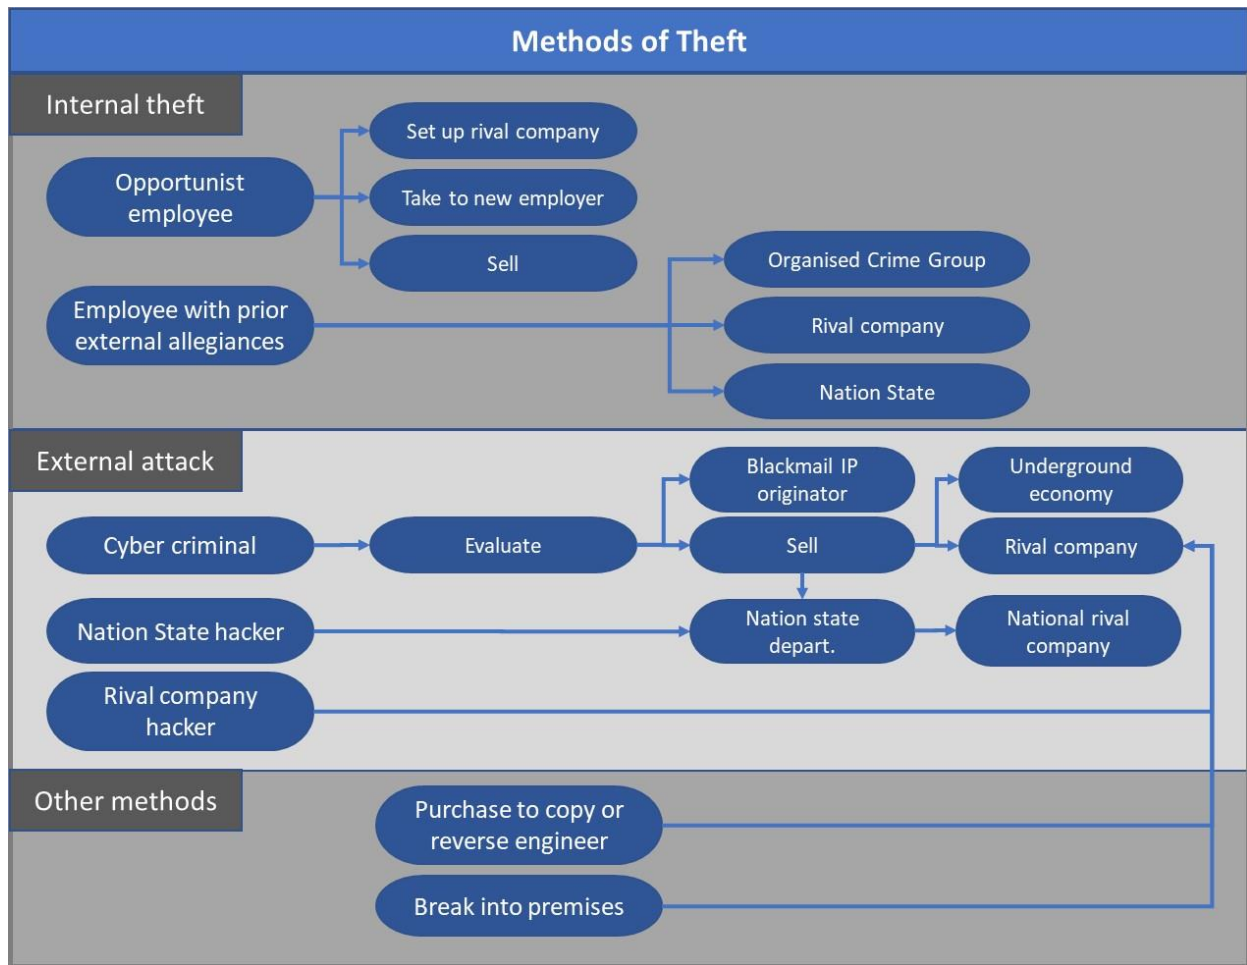 Methods of Theft
Internal theft
Opportunist
employee
Set up rival company
Take to new employer
Sell
Employee with prior
external allegiances
Organised Crime Group
Rival company
Nation State
External attack
Cyber criminal
Evaluate
Blackmail IP
originator
Sell
Underground
economy
Rival company
Nation State hacker
Nation state
depart.
National rival
company
Rival company
hacker
Other methods
Purchase to copy or
reverse engineer
Break into premises